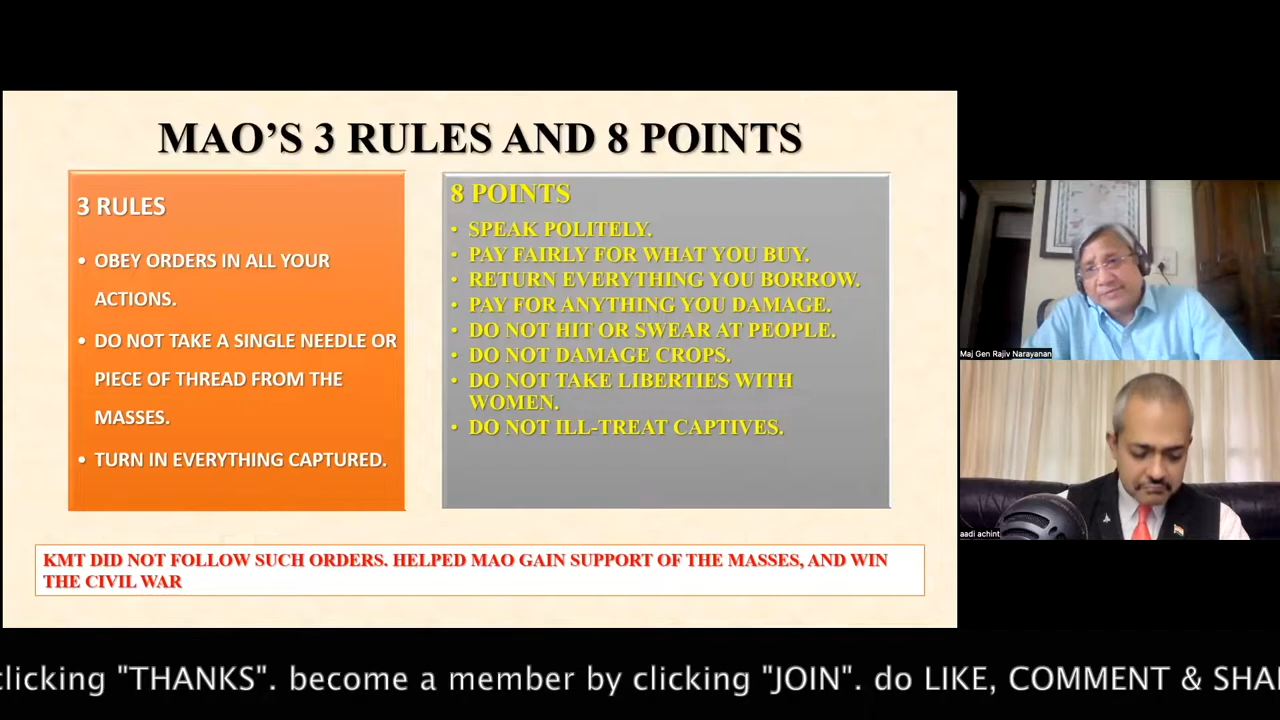 MAO'S 3 RULES AND 8 POINTS
3 RULES
• OBEY ORDERS IN ALL YOUR
ACTIONS.
• DO NOT TAKE A SINGLE NEEDLE OR
PIECE OF THREAD FROM THE
MASSES.
• TURN IN EVERYTHING CAPTURED.
8 POINTS
• SPEAK POLITELY.
• PAY FAIRLY FOR WHAT YOU BUY.
• RETURN EVERYTHING YOU BORROW.
• PAY FOR ANYTHING YOU DAMAGE.
• DO NOT HIT OR SWEAR AT PEOPLE.
• DO NOT DAMAGE CROPS.
• DO NOT TAKE LIBERTIES WITH
WOMEN.
• DO NOT ILL-TREAT CAPTIVES.
KMT DID NOT FOLLOW SUCH ORDERS. HELPED MAO GAIN SUPPORT OF THE MASSES, AND WIN
THE CIVIL WAR
Maj Gen Rajiv Narayanan
aadi achint
clicking "THANKS". become a member by clicking "JOIN". do LIKE, COMMENT & SHA